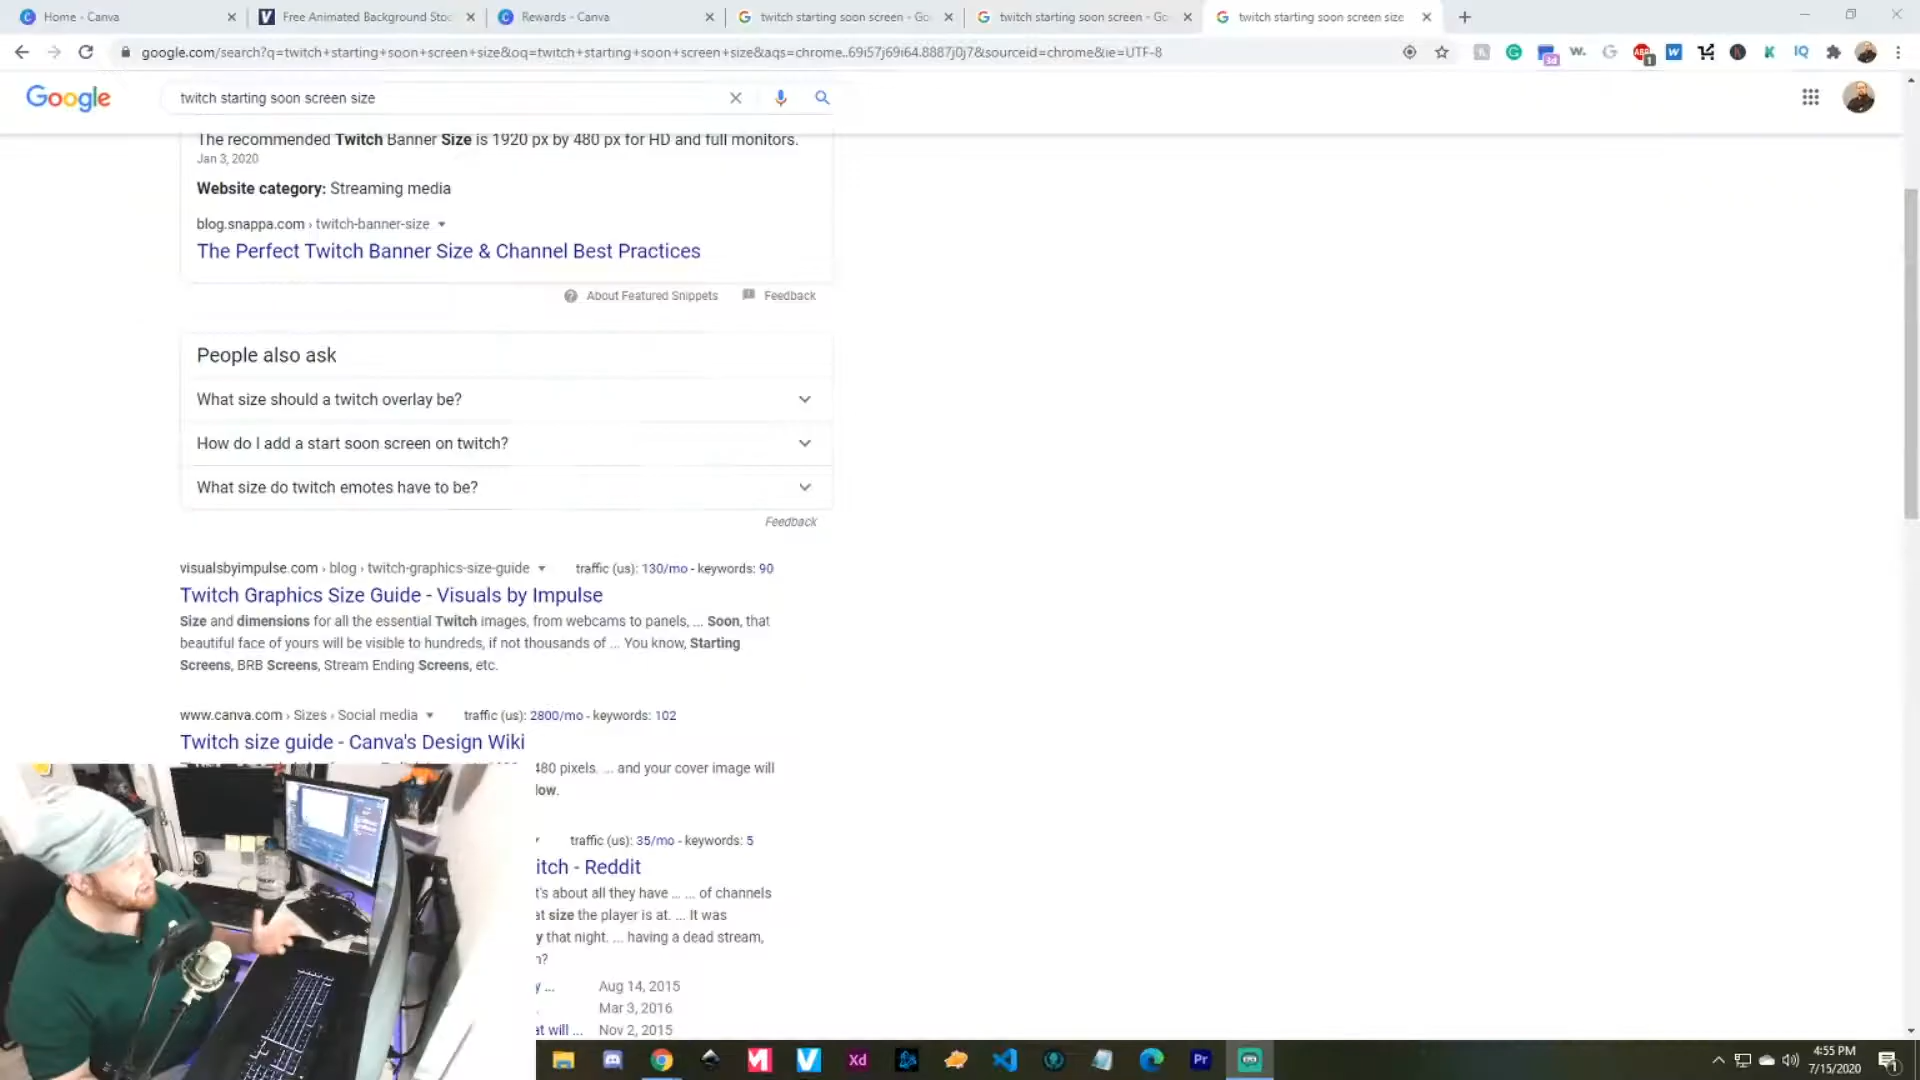 Home - Canva
Free Animated Background Stoc
Rewards - Canva
twitch starting soon screen - Go
twitch starting soon screen - Go
twitch starting soon screen size
google.com/search?q=twitch+starting+soon+screen+size&oq=twitch+starting+soon+screen+size&aqs=chrome..69i57j69i64.8887j0j7&sourceid=chrome&ie=UTF-8
Google
twitch starting soon screen size
The recommended Twitch Banner Size is 1920 px by 480 px for HD and full monitors.
Jan 3, 2020
Website category: Streaming media
blog.snappa.com › twitch-banner-size
The Perfect Twitch Banner Size & Channel Best Practices
About Featured Snippets
Feedback
People also ask
What size should a twitch overlay be?
How do I add a start soon screen on twitch?
What size do twitch emotes have to be?
Feedback
visualsbyimpulse.com › blog › twitch-graphics-size-guide
traffic (us): 130/mo - keywords: 90
Twitch Graphics Size Guide - Visuals by Impulse
Size and dimensions for all the essential Twitch images, from webcams to panels, ... Soon, that
beautiful face of yours will be visible to hundreds, if not thousands of ... You know, Starting
Screens, BRB Screens, Stream Ending Screens, etc.
www.canva.com › Sizes › Social media
traffic (us): 2800/mo - keywords: 102
Twitch size guide - Canva's Design Wiki
480 pixels. ... and your cover image will
low.
traffic (us): 35/mo - keywords: 5
itch - Reddit
t's about all they have ... ... of channels
at size the player is at. ... It was
y that night. ... having a dead stream,
n?
y ...
Aug 14, 2015
Mar 3, 2016
at will ...
Nov 2, 2015
Xd
Pr
4:55 PM
7/15/2020